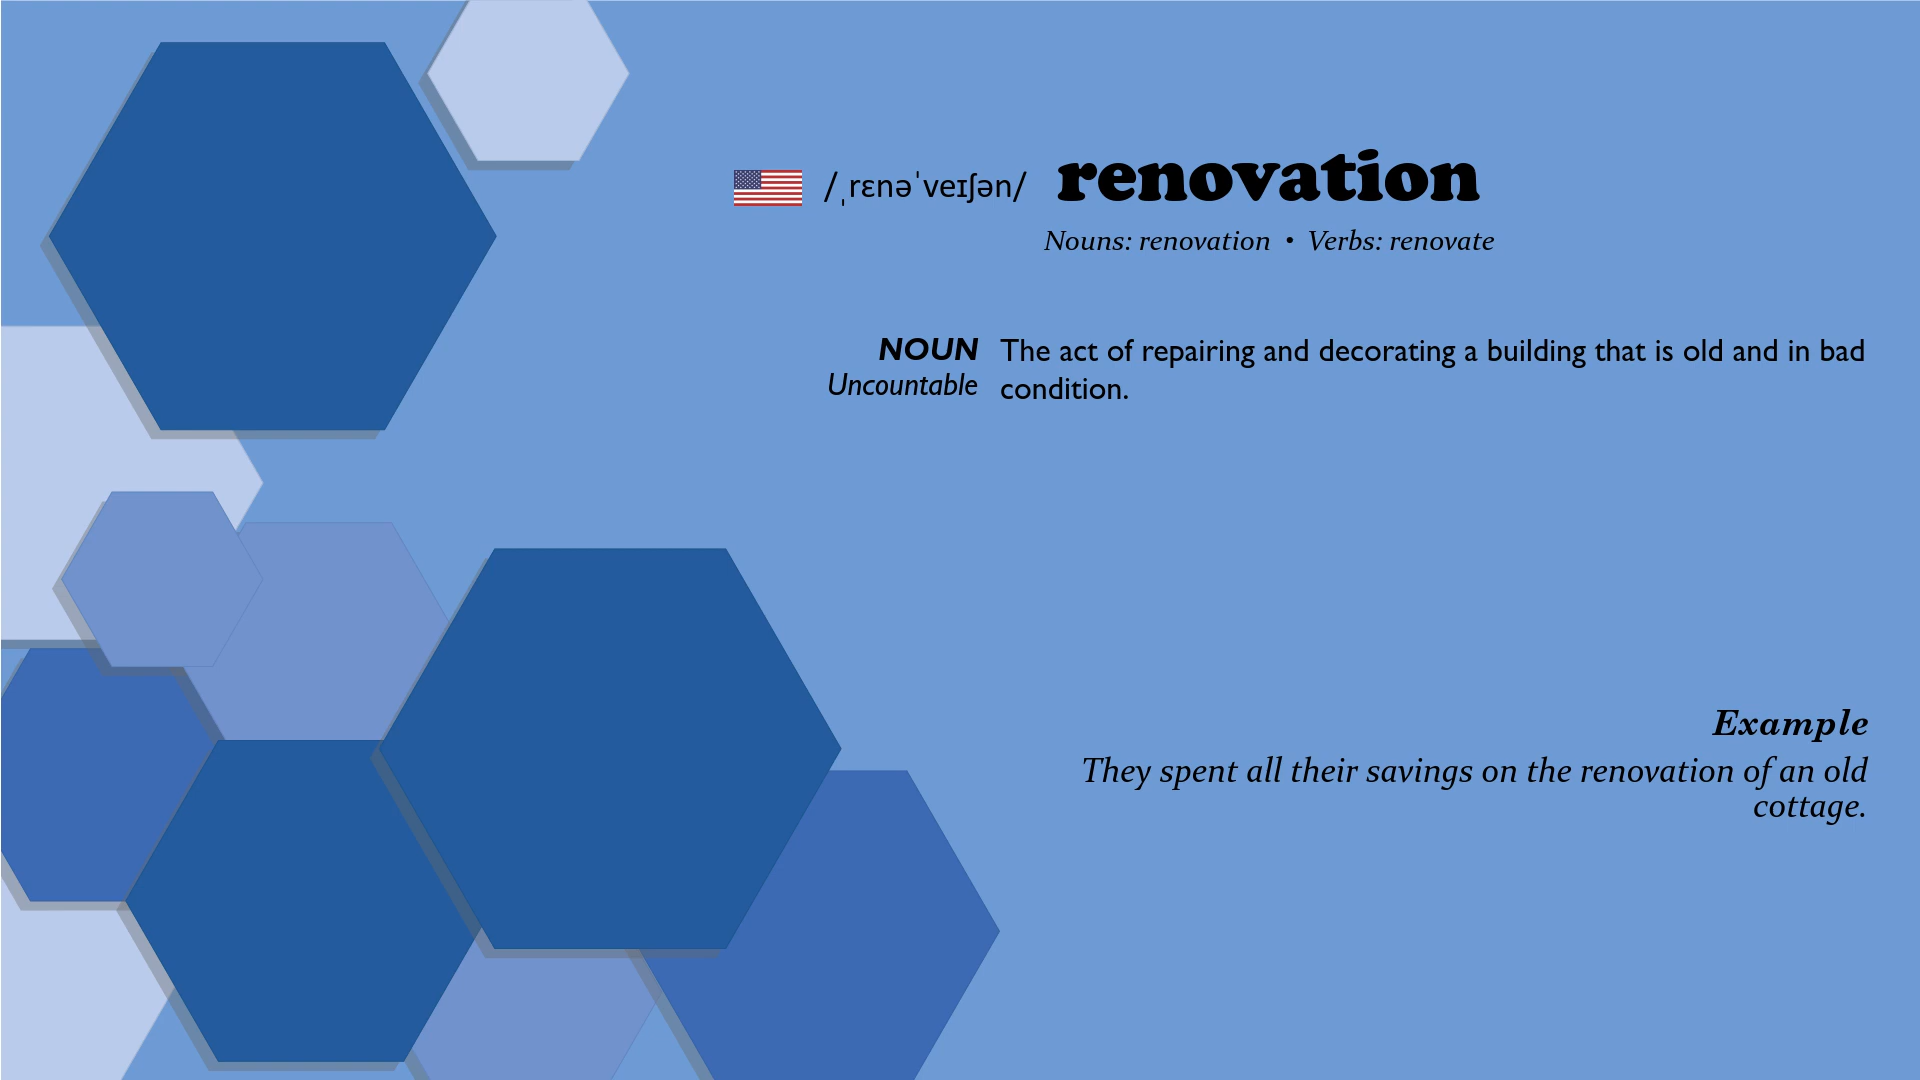 /ˌrɛnəˈveɪʃən/ renovation
Nouns: renovation • Verbs: renovate
NOUN The act of repairing and decorating a building that is old and in bad
Uncountable condition.
Example
They spent all their savings on the renovation of an old
cottage.